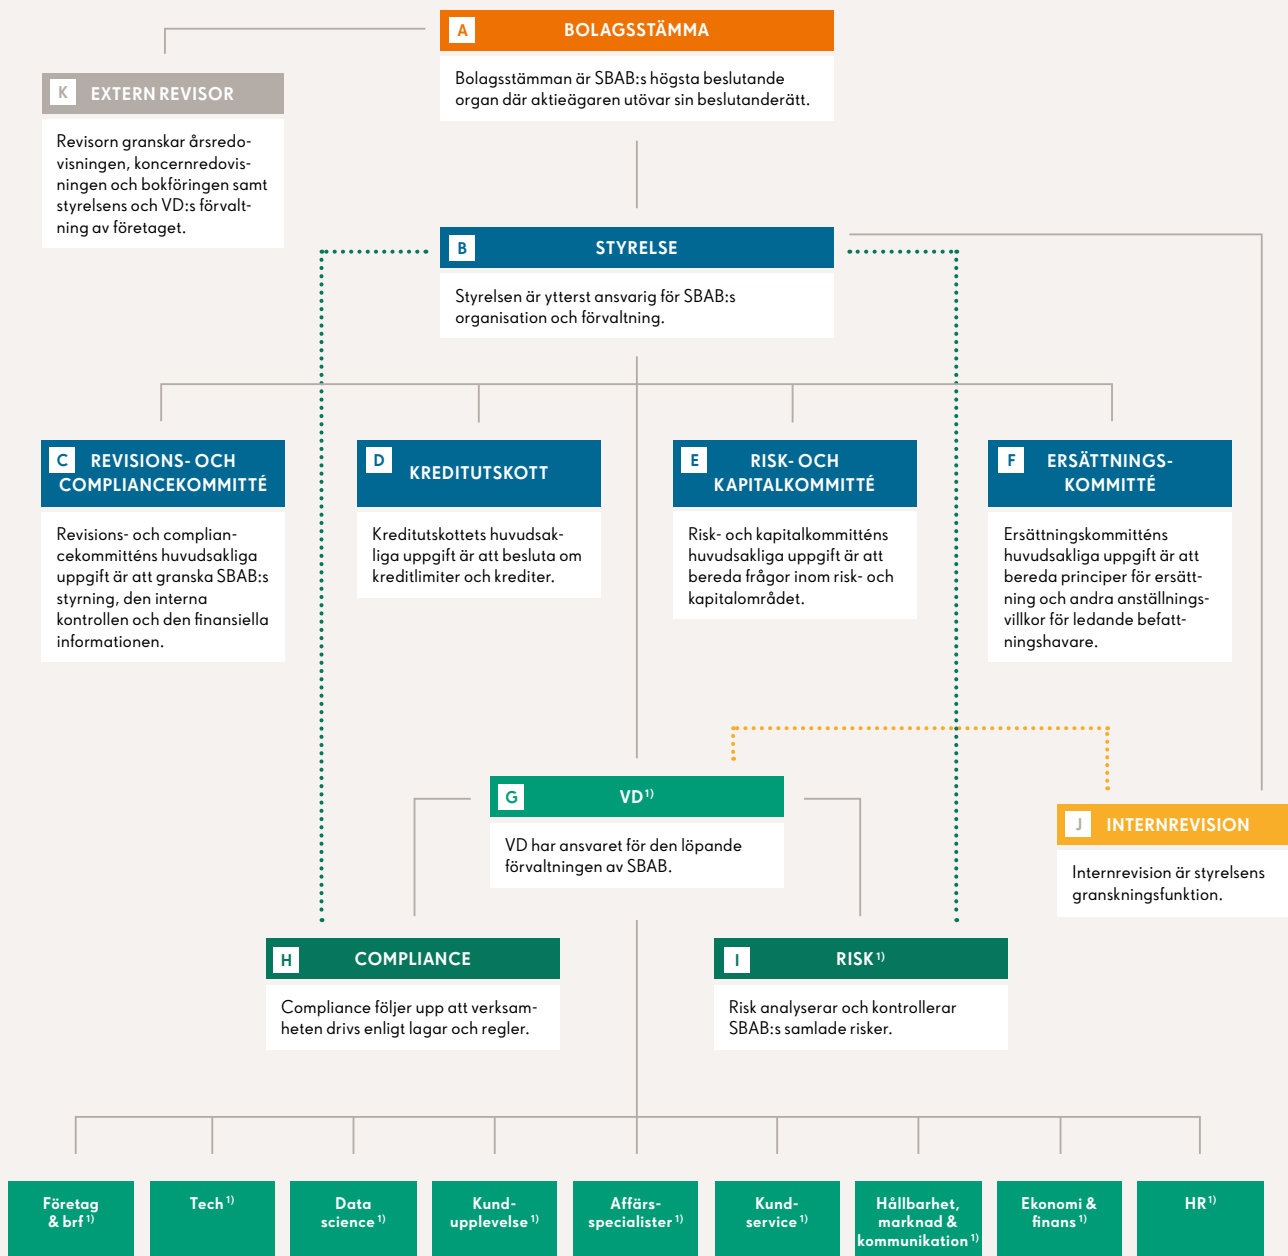 A BOLAGSSTÄMMA
Bolagsstämman är SBAB:s högsta beslutande
organ där aktieägaren utövar sin beslutanderätt.
K EXTERN REVISOR
Revisorn granskar årsredo-
visningen, koncernredovis-
ningen och bokföringen samt
styrelsens och VD:s förvalt-
ning av företaget.
B STYRELSE
Styrelsen är ytterst ansvarig för SBAB:s
organisation och förvaltning.
C REVISIONS- OCH
COMPLIANCEKOMMITTÉ
Revisions- och complian-
cekommitténs huvudsakliga
uppgift är att granska SBAB:s
styrning, den interna
kontrollen och den finansiella
informationen.
D KREDITUTSKOTT
Kreditutskottets huvudsak-
liga uppgift är att besluta om
kreditlimiter och krediter.
E RISK- OCH
KAPITALKOMMITTÉ
Risk- och kapitalkommitténs
huvudsakliga uppgift är att
bereda frågor inom risk- och
kapitalområdet.
F ERSÄTTNINGS-
KOMMITTÉ
Ersättningskommitténs
huvudsakliga uppgift är att
bereda principer för ersätt-
ning och andra anställnings-
villkor för ledande befatt-
ningshavare.
G VD 1)
VD har ansvaret för den löpande
förvaltningen av SBAB.
J INTERNREVISION
Internrevision är styrelsens
granskningsfunktion.
H COMPLIANCE
Compliance följer upp att verksam-
heten drivs enligt lagar och regler.
I RISK 1)
Risk analyserar och kontrollerar
SBAB:s samlade risker.
Företag
& brf 1)
Tech 1)
Data
science 1)
Kund-
upplevelse 1)
Affärs-
specialister 1)
Kund-
service 1)
Hållbarhet,
marknad &
kommunikation 1)
Ekonomi &
finans 1)
HR 1)